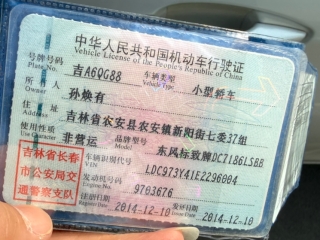 中华人民共和国机动车行驶证
Vehicle License of the People's Republic of China
号牌号码 吉A6QG88 车辆类型 Vehicle Type 小型轿车
所有人 Owner 孙焕有
住址 Address 吉林省农安县农安镇新阳街七委37组
使用性质 Use Character 非营运 品牌型号 Model 东风标致牌DC7186LSBB
吉林省长春
市公安局交
通警察支队
车辆识别代号 VIN LDC973Y41E2296004
发动机号码 Engine No. 9703676
注册日期 Register Date 2014-12-10 发证日期 Issue Date 2014-12-10